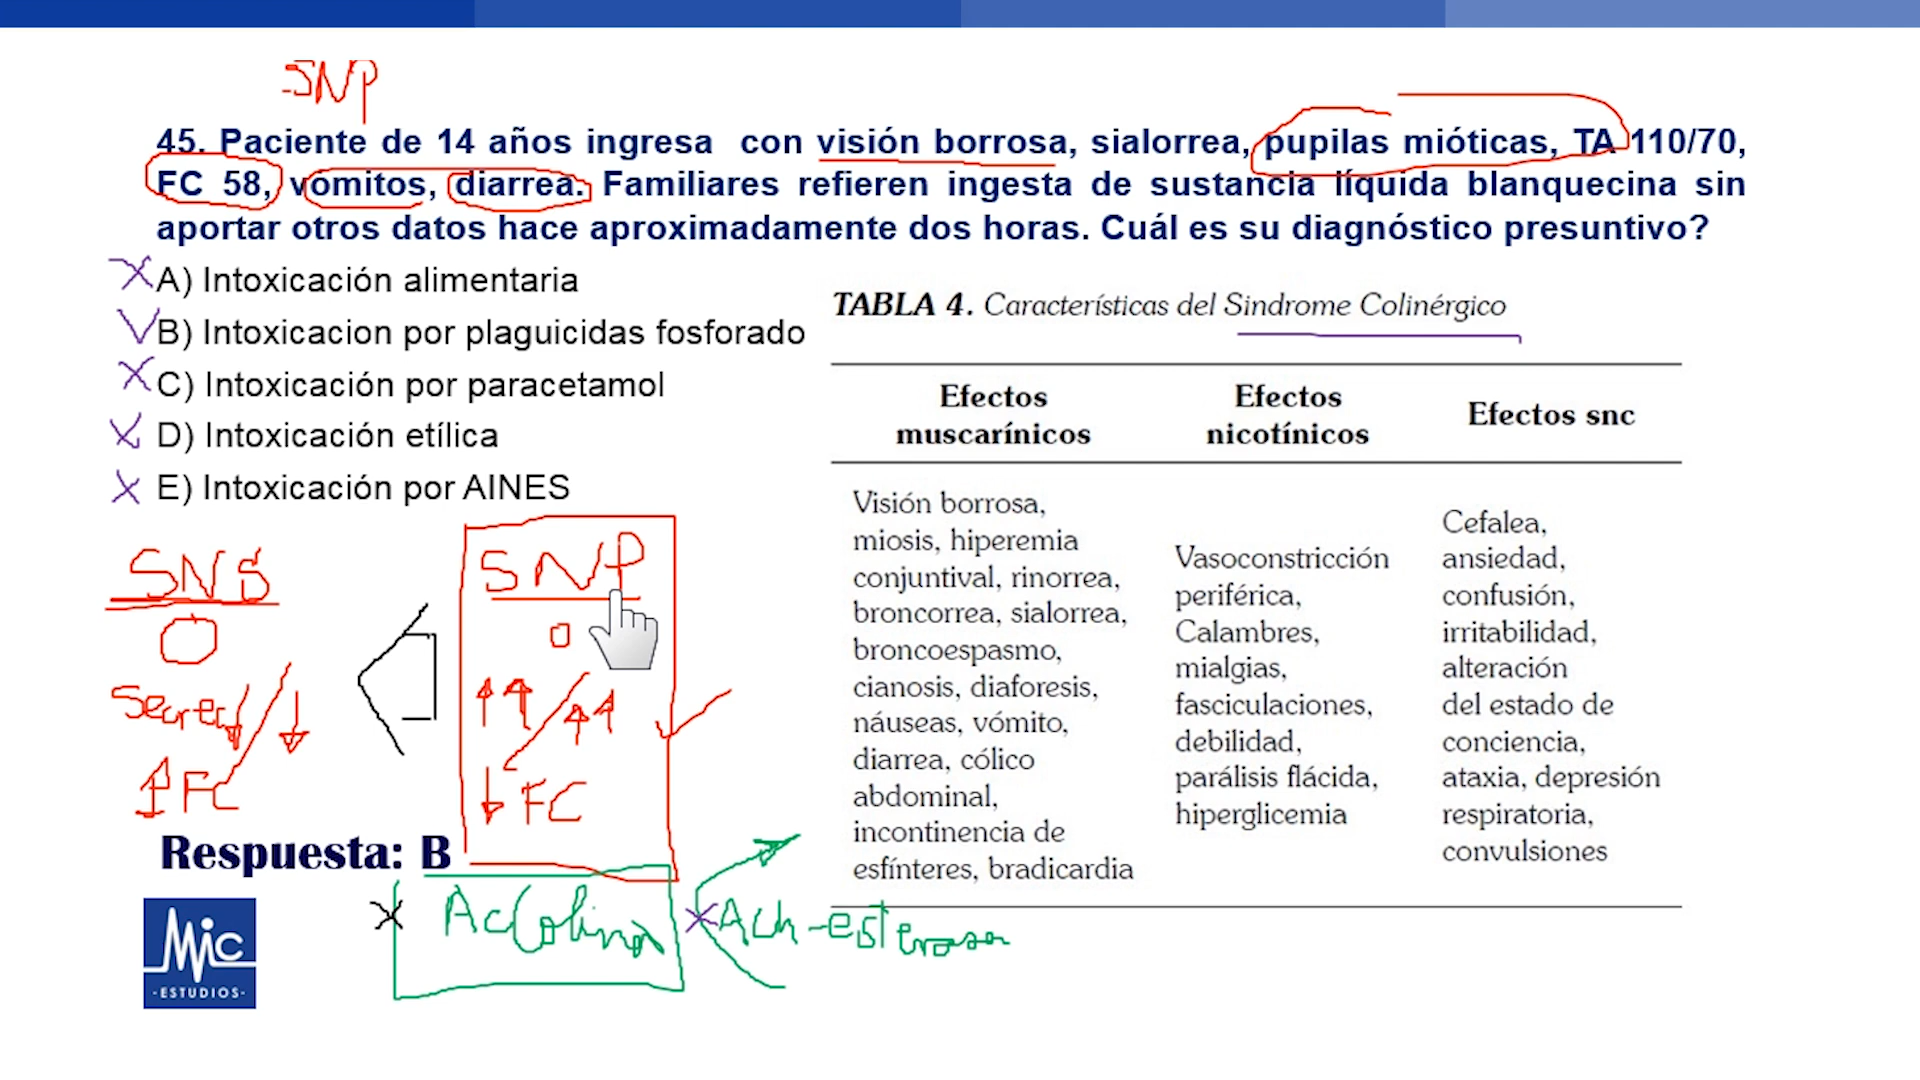 SNP
45. Paciente de 14 años ingresa con visión borrosa, sialorrea, pupilas mióticas, TA 110/70,
FC 58, vómitos, diarrea. Familiares refieren ingesta de sustancia líquida blanquecina sin
aportar otros datos hace aproximadamente dos horas. Cuál es su diagnóstico presuntivo?
A) Intoxicación alimentaria
B) Intoxicacion por plaguicidas fosforado
C) Intoxicación por paracetamol
D) Intoxicación etílica
E) Intoxicación por AINES
TABLA 4. Características del Sindrome Colinérgico
Efectos
muscarínicos
Visión borrosa,
miosis, hiperemia
conjuntival, rinorrea,
broncorrea, sialorrea,
broncoespasmo,
cianosis, diaforesis,
náuseas, vómito,
diarrea, cólico
abdominal,
incontinencia de
esfínteres, bradicardia
Efectos
nicotínicos
Vasoconstricción
periférica,
Calambres,
mialgias,
fasciculaciones,
debilidad,
parálisis flácida,
hiperglicemia
Efectos snc
Cefalea,
ansiedad,
confusión,
irritabilidad,
alteración
del estado de
conciencia,
ataxia, depresión
respiratoria,
convulsiones
SNS
↑FC
SNP
↑↑ / ↑↑
↓ FC
Respuesta: B
ACh-esterasa
Mic
-ESTUDIOS-